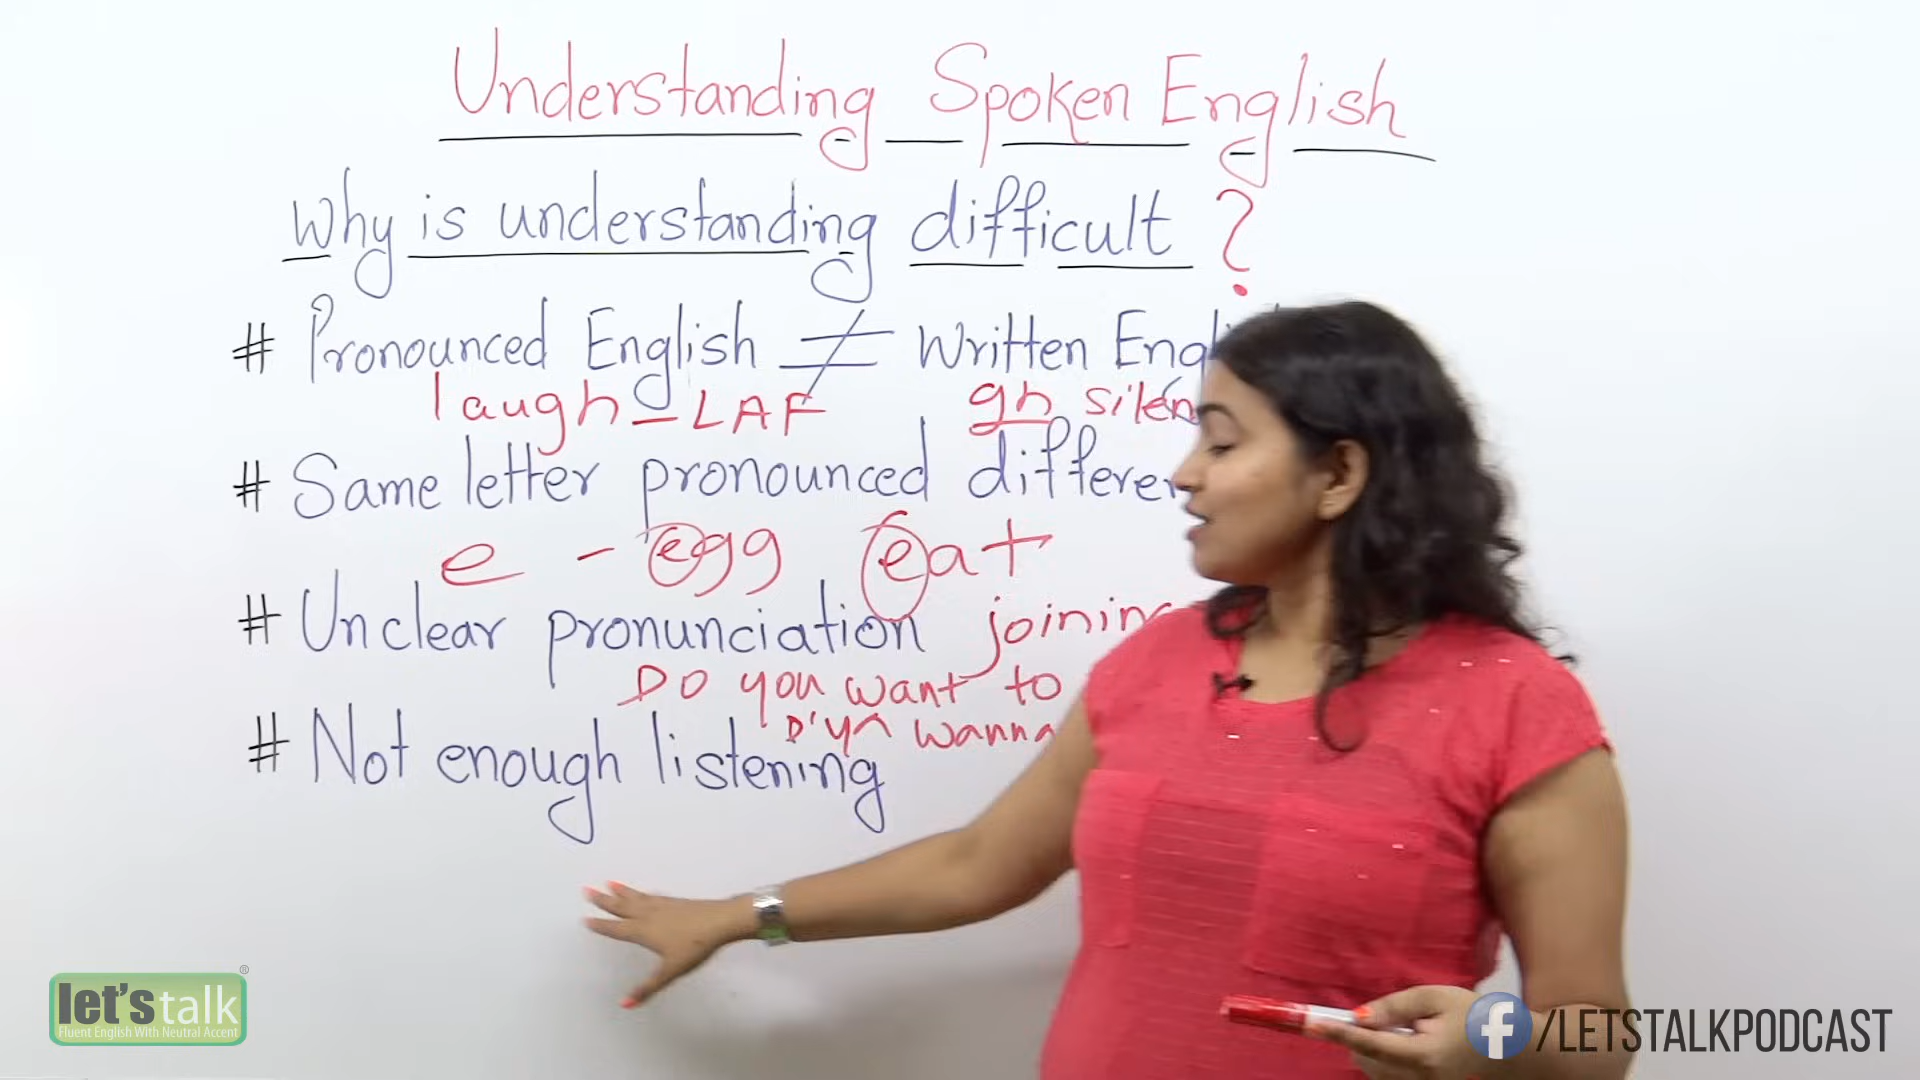 Understanding Spoken English
Why is understanding difficult ?
# Pronounced English ≠ Written Engl
laugh - LAF gh silen
# Same letter pronounced differen
e - egg eat
# Unclear pronunciation joining
Do you want to
D'ya wanna
# Not enough listening
let's talk ®
Fluent English With Neutral Accent
f/LETSTALKPODCAST